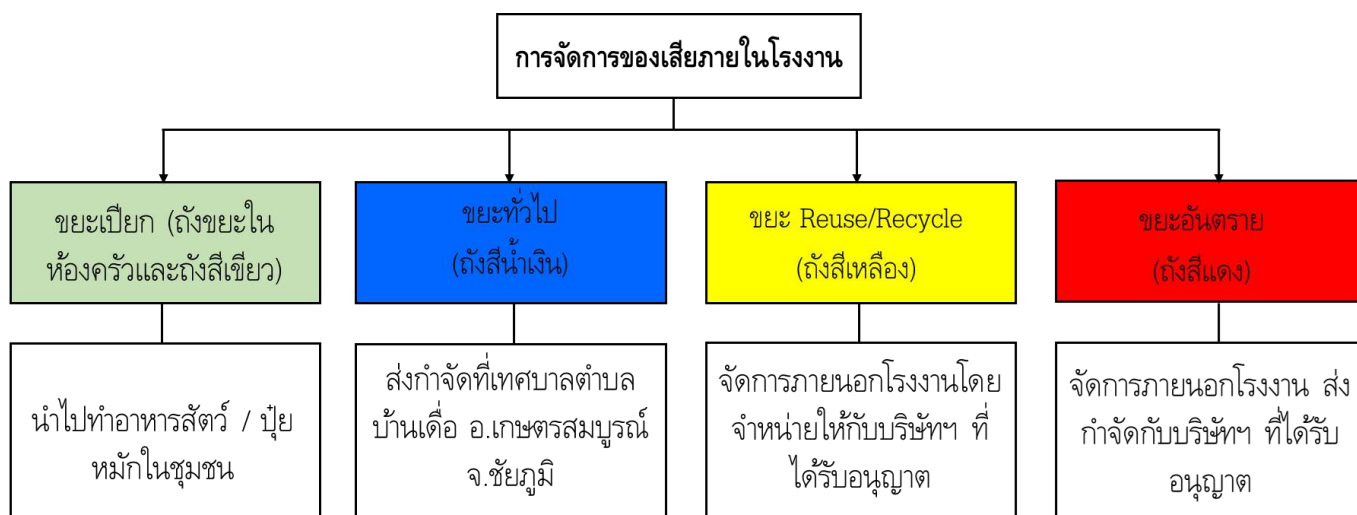 การจัดการของเสียภายในโรงงาน
ขยะเปียก (ถังขยะใน
ห้องครัวและถังสีเขียว)
ขยะทั่วไป
(ถังสีน้ำเงิน)
ขยะ Reuse/Recycle
(ถังสีเหลือง)
ขยะอันตราย
(ถังสีแดง)
นำไปทำอาหารสัตว์ / ปุ๋ย
หมักในชุมชน
ส่งกำจัดที่เทศบาลตำบล
บ้านเดื่อ อ.เกษตรสมบูรณ์
จ.ชัยภูมิ
จัดการภายนอกโรงงานโดย
จำหน่ายให้กับบริษัทฯ ที่
ได้รับอนุญาต
จัดการภายนอกโรงงาน ส่ง
กำจัดกับบริษัทฯ ที่ได้รับ
อนุญาต